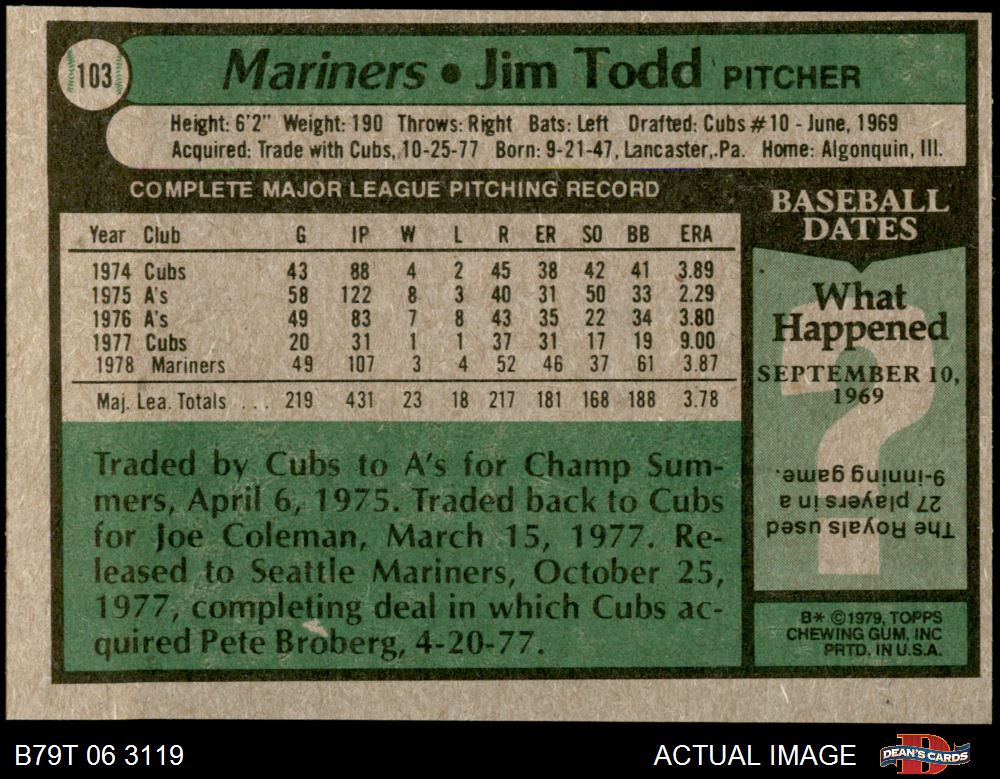 103
Mariners • Jim Todd PITCHER
Height: 6'2" Weight: 190 Throws: Right Bats: Left Drafted: Cubs #10 - June, 1969
Acquired: Trade with Cubs, 10-25-77 Born: 9-21-47, Lancaster, Pa. Home: Algonquin, Ill.
COMPLETE MAJOR LEAGUE PITCHING RECORD
Year Club G IP W L R ER SO BB ERA
1974 Cubs 43 88 4 2 45 38 42 41 3.89
1975 A's 58 122 8 3 40 31 50 33 2.29
1976 A's 49 83 7 8 43 35 22 34 3.80
1977 Cubs 20 31 1 1 37 31 17 19 9.00
1978 Mariners 49 107 3 4 52 46 37 61 3.87
Maj. Lea. Totals ... 219 431 23 18 217 181 168 188 3.78
Traded by Cubs to A's for Champ Sum-
mers, April 6, 1975. Traded back to Cubs
for Joe Coleman, March 15, 1977. Re-
leased to Seattle Mariners, October 25,
1977, completing deal in which Cubs ac-
quired Pete Broberg, 4-20-77.
BASEBALL
DATES
What
Happened
SEPTEMBER 10,
1969
?
The Royals used
27 players in a
9-inning game.
B* ©1979, TOPPS
CHEWING GUM, INC
PRTD. IN U.S.A.
B79T 06 3119
ACTUAL IMAGE
DEAN'S CARDS